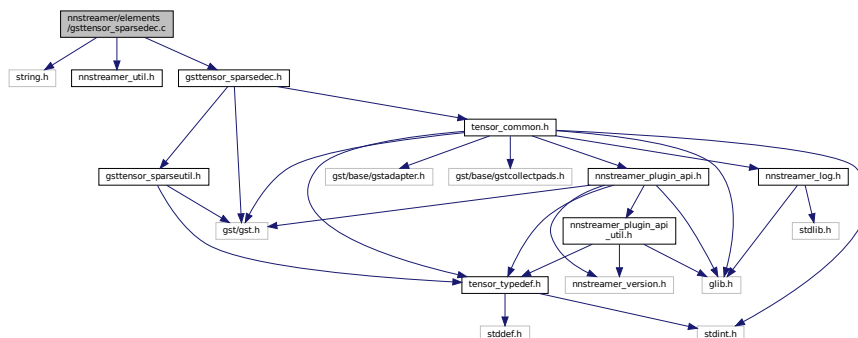 nnstreamer/elements
/gsttensor_sparsedec.c
string.h
nnstreamer_util.h
gsttensor_sparsedec.h
tensor_common.h
gsttensor_sparseutil.h
gst/base/gstadapter.h
gst/base/gstcollectpads.h
nnstreamer_plugin_api.h
nnstreamer_log.h
gst/gst.h
nnstreamer_plugin_api
_util.h
stdlib.h
tensor_typedef.h
nnstreamer_version.h
glib.h
stddef.h
stdint.h